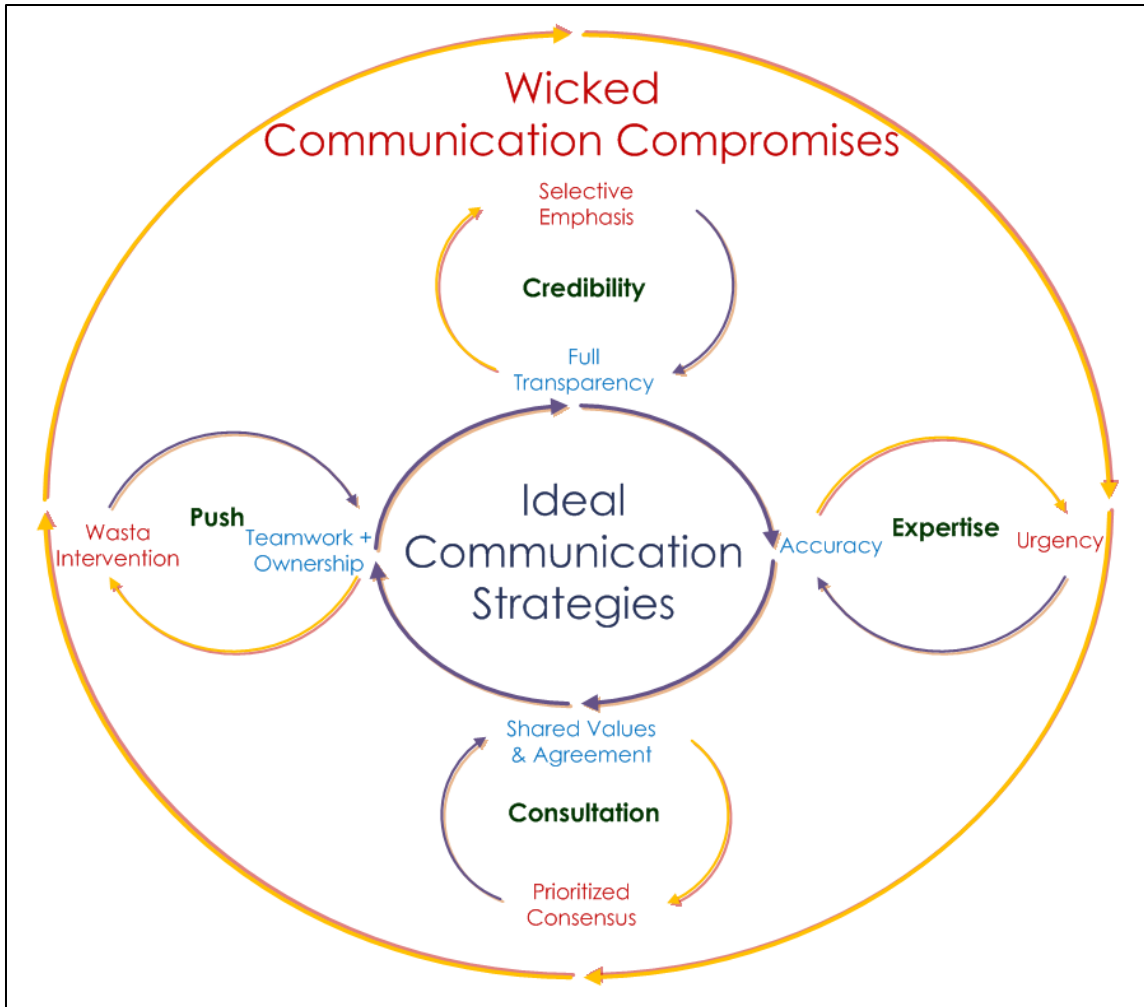 Wicked
Communication Compromises
Selective
Emphasis
Credibility
Full
Transparency
Push
Wasta
Intervention
Teamwork +
Ownership
Ideal
Communication
Strategies
Accuracy
Expertise
Urgency
Shared Values
& Agreement
Consultation
Prioritized
Consensus